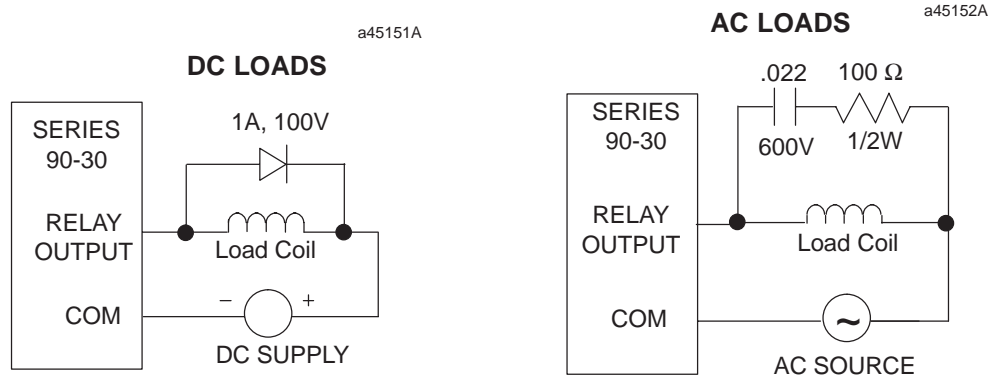 a45151A
DC LOADS
SERIES
90-30
1A, 100V
RELAY
OUTPUT
Load Coil
COM
− +
DC SUPPLY
a45152A
AC LOADS
.022 100 Ω
SERIES
90-30
600V 1/2W
RELAY
OUTPUT
Load Coil
COM
~
AC SOURCE